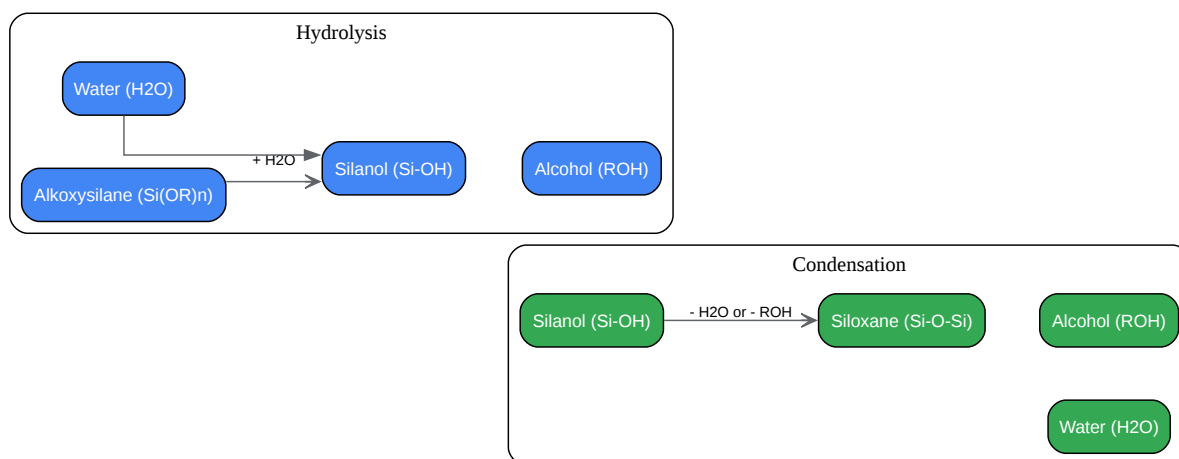 Hydrolysis
Water (H2O)
+ H2O
Silanol (Si-OH)
Alcohol (ROH)
Alkoxysilane (Si(OR)n)
Condensation
Silanol (Si-OH)
- H2O or - ROH
Siloxane (Si-O-Si)
Alcohol (ROH)
Water (H2O)